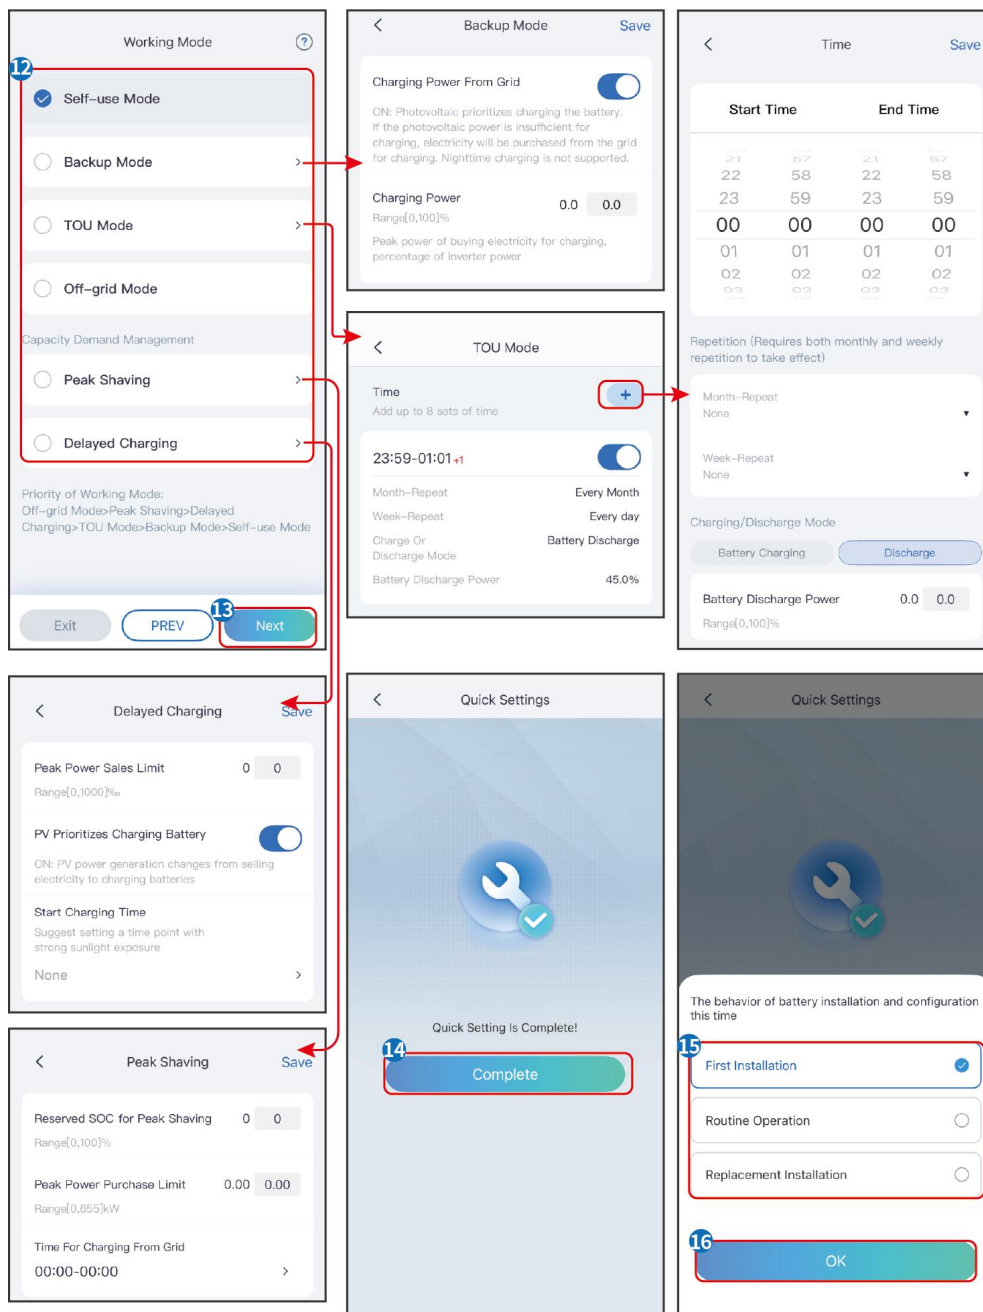 Working Mode
?
12
Self-use Mode
Backup Mode
TOU Mode
Off-grid Mode
Capacity Demand Management
Peak Shaving
Delayed Charging
Priority of Working Mode:
Off-grid Mode>Peak Shaving>Delayed
Charging>TOU Mode>Backup Mode>Self-use Mode
Exit
PREV
13
Next
Backup Mode
Save
Charging Power From Grid
ON: Photovoltaic prioritizes charging the battery.
If the photovoltaic power is insufficient for
charging, electricity will be purchased from the grid
for charging. Nighttime charging is not supported.
Charging Power
0.0 0.0
Range[0,100]%
Peak power of buying electricity for charging,
percentage of inverter power
TOU Mode
Time
+
Add up to 8 sets of time
23:59-01:01 +1
Month-Repeat Every Month
Week-Repeat Every day
Charge Or Battery Discharge
Discharge Mode
Battery Discharge Power 45.0%
Time
Save
Start Time End Time
21 57 21 57
22 58 22 58
23 59 23 59
00 00 00 00
01 01 01 01
02 02 02 02
03 03 03 03
Repetition (Requires both monthly and weekly
repetition to take effect)
Month-Repeat
None
Week-Repeat
None
Charging/Discharge Mode
Battery Charging Discharge
Battery Discharge Power 0.0 0.0
Range[0,100]%
Delayed Charging
Save
Peak Power Sales Limit 0 0
Range[0,1000]‰
PV Prioritizes Charging Battery
ON: PV power generation changes from selling
electricity to charging batteries
Start Charging Time
Suggest setting a time point with
strong sunlight exposure
None
Peak Shaving
Save
Reserved SOC for Peak Shaving 0 0
Range[0,100]%
Peak Power Purchase Limit 0.00 0.00
Range[0,655]kW
Time For Charging From Grid
00:00-00:00
Quick Settings
Quick Setting Is Complete!
14
Complete
Quick Settings
The behavior of battery installation and configuration
this time
15
First Installation
Routine Operation
Replacement Installation
16
OK